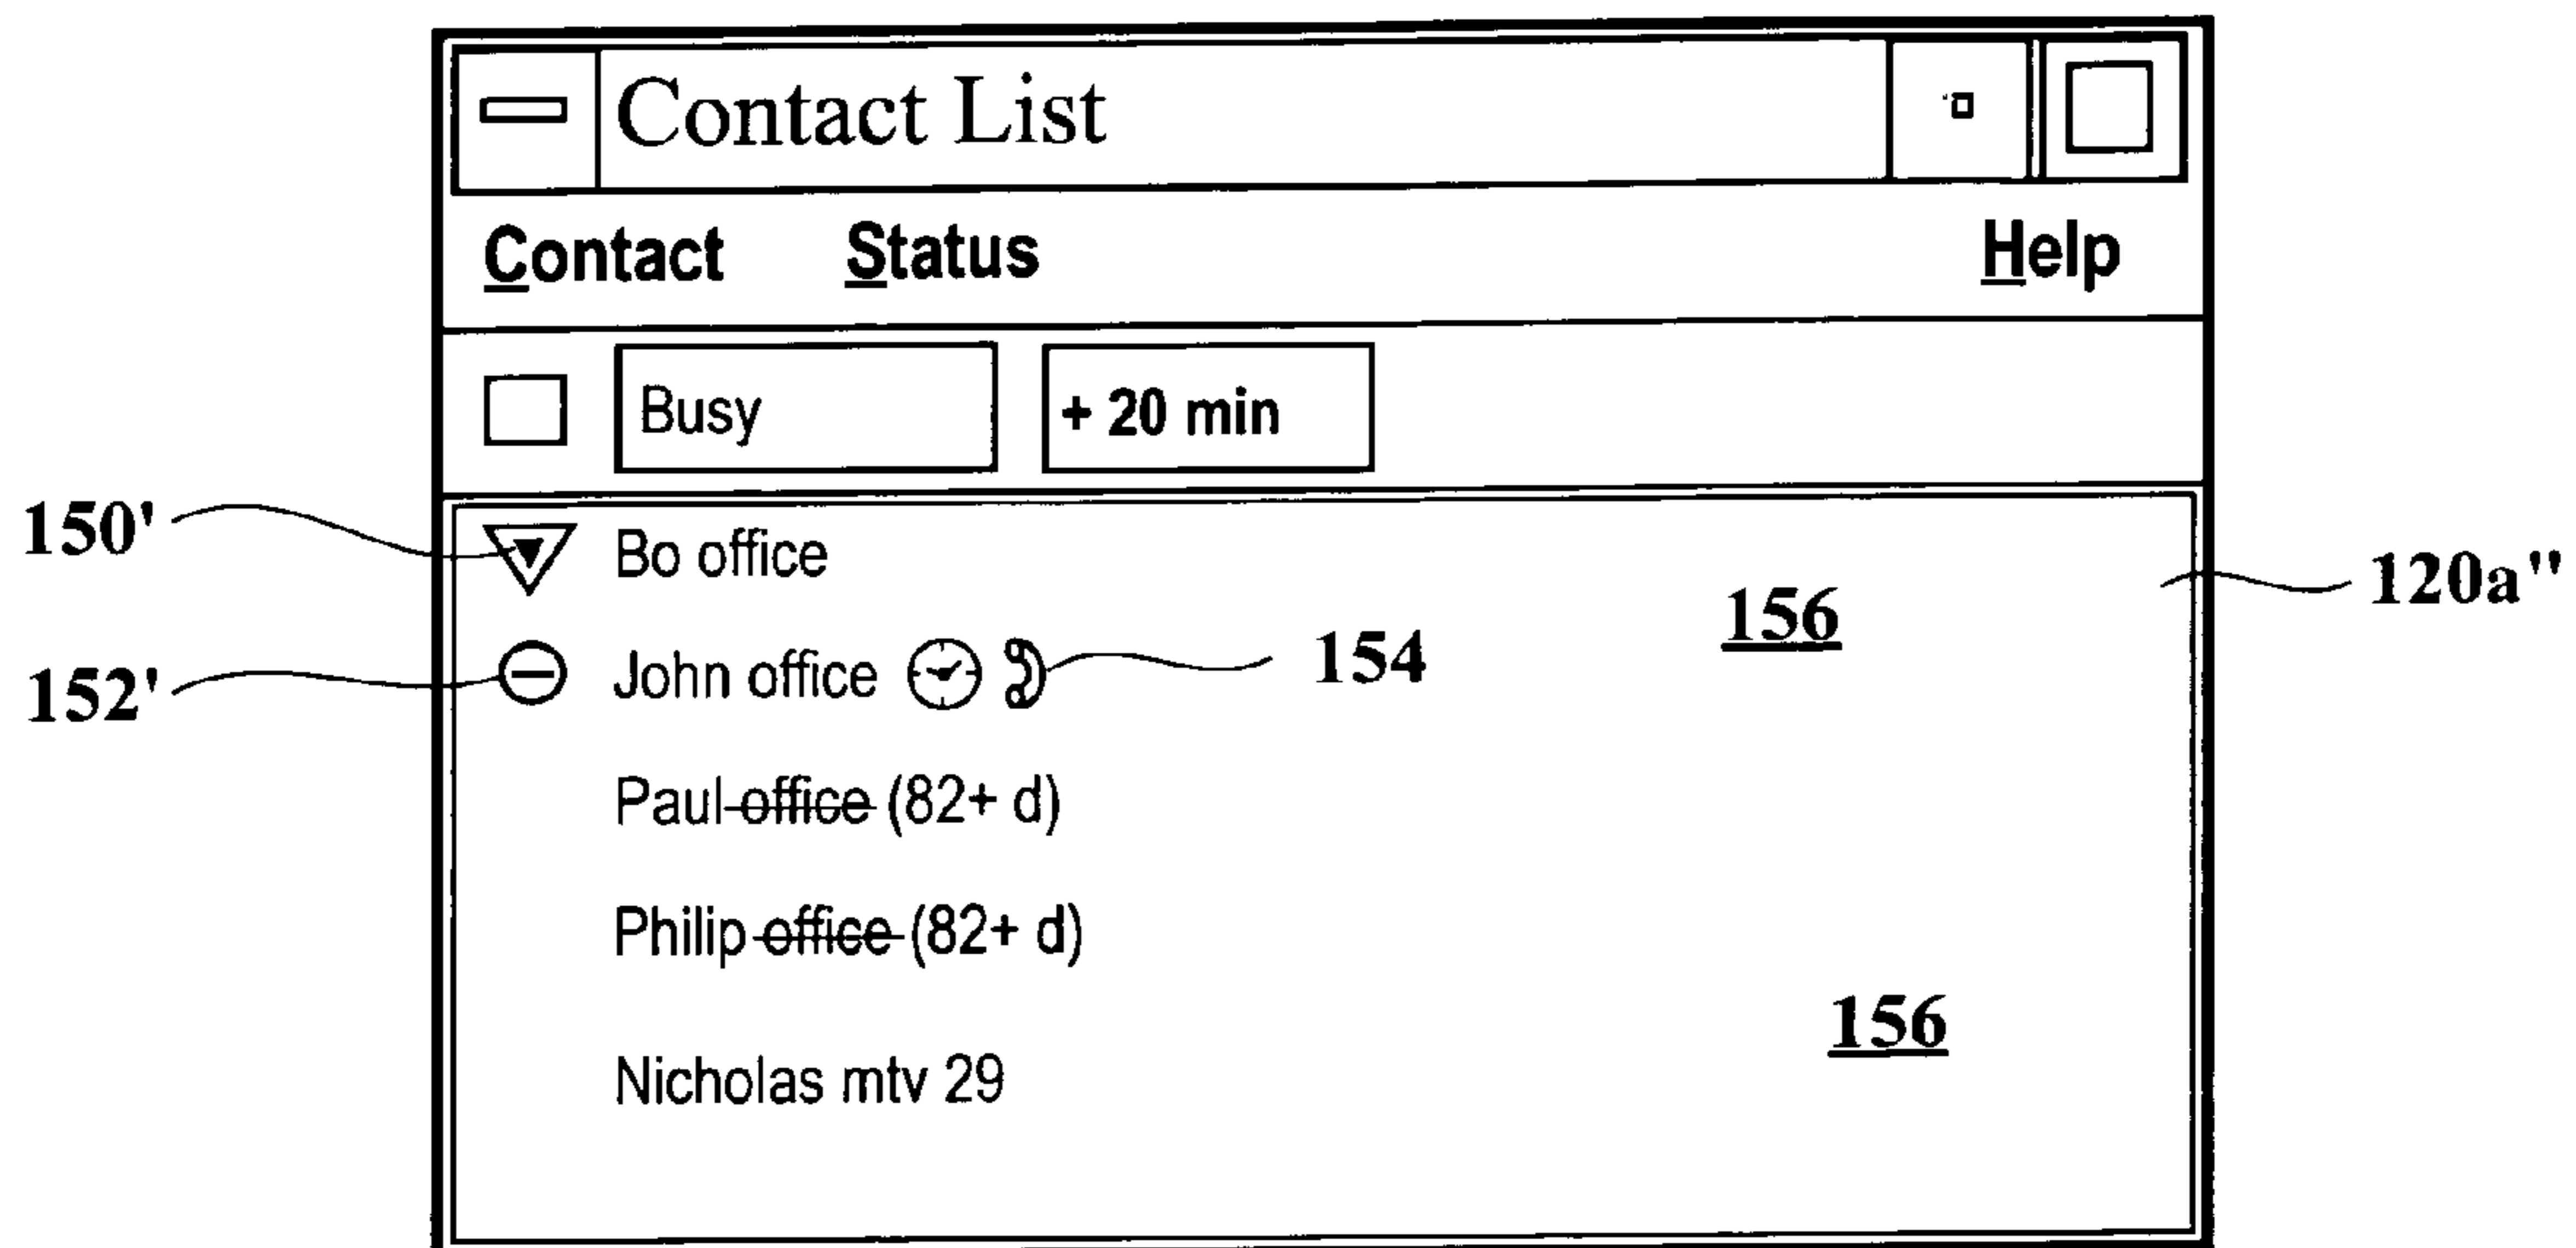 Contact List
Contact Status Help
Busy + 20 min
150' Bo office 156 120a"
152' John office 154
Paul office (82+ d)
Philip office (82+ d)
156
Nicholas mtv 29